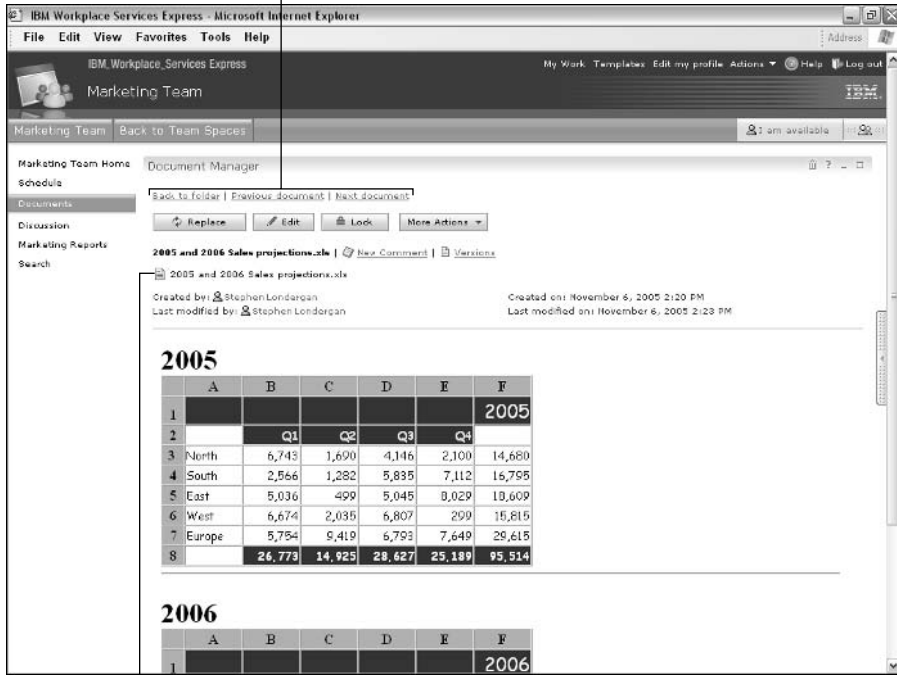 IBM Workplace Services Express - Microsoft Internet Explorer
File Edit View Favorites Tools Help
Address
IBM_Workplace_Services Express
My Work Templates Edit my profile Actions Help Log out
Marketing Team
IBM.
Marketing Team Back to Team Spaces
I am available
Marketing Team Home
Schedule
Documents
Discussion
Marketing Reports
Search
Document Manager
?
Back to folder | Previous document | Next document
Replace Edit Lock More Actions
2005 and 2006 Sales projections.xls | New Comment | Versions
2005 and 2006 Sales projections.xls
Created by: Stephen Londergan Created on: November 6, 2005 2:20 PM
Last modified by: Stephen Londergan Last modified on: November 6, 2005 2:23 PM
2005
A B C D E F
1 2005
2 Q1 Q2 Q3 Q4
3 North 6,743 1,690 4,146 2,100 14,680
4 South 2,566 1,282 5,835 7,112 16,795
5 East 5,036 499 5,045 8,029 18,609
6 West 6,674 2,035 6,807 299 15,815
7 Europe 5,754 9,419 6,793 7,649 29,615
8 26,773 14,925 28,627 25,189 95,514
2006
A B C D E F
1 2006